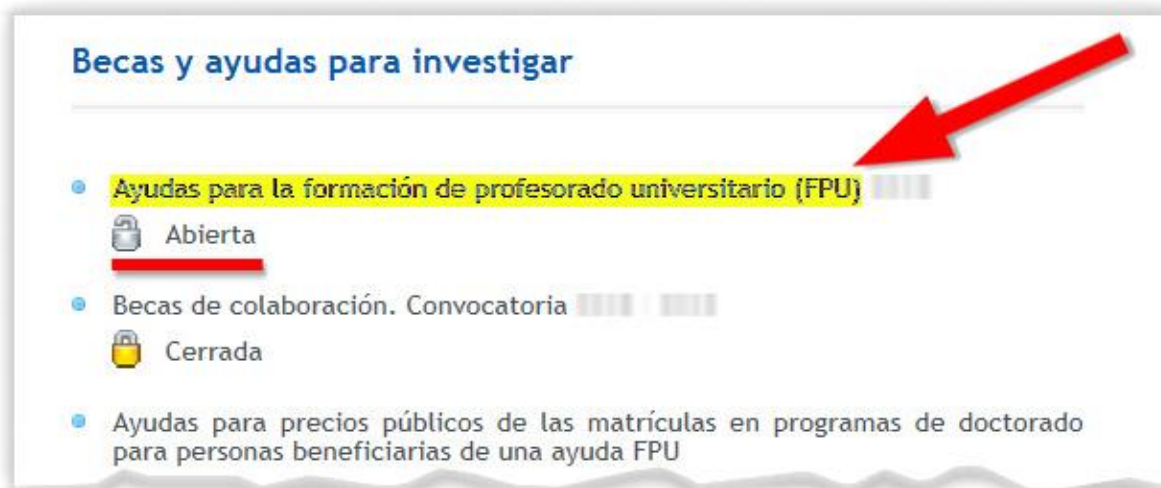 Becas y ayudas para investigar
Ayudas para la formación de profesorado universitario (FPU)
Abierta
Becas de colaboración. Convocatoria
Cerrada
Ayudas para precios públicos de las matrículas en programas de doctorado
para personas beneficiarias de una ayuda FPU